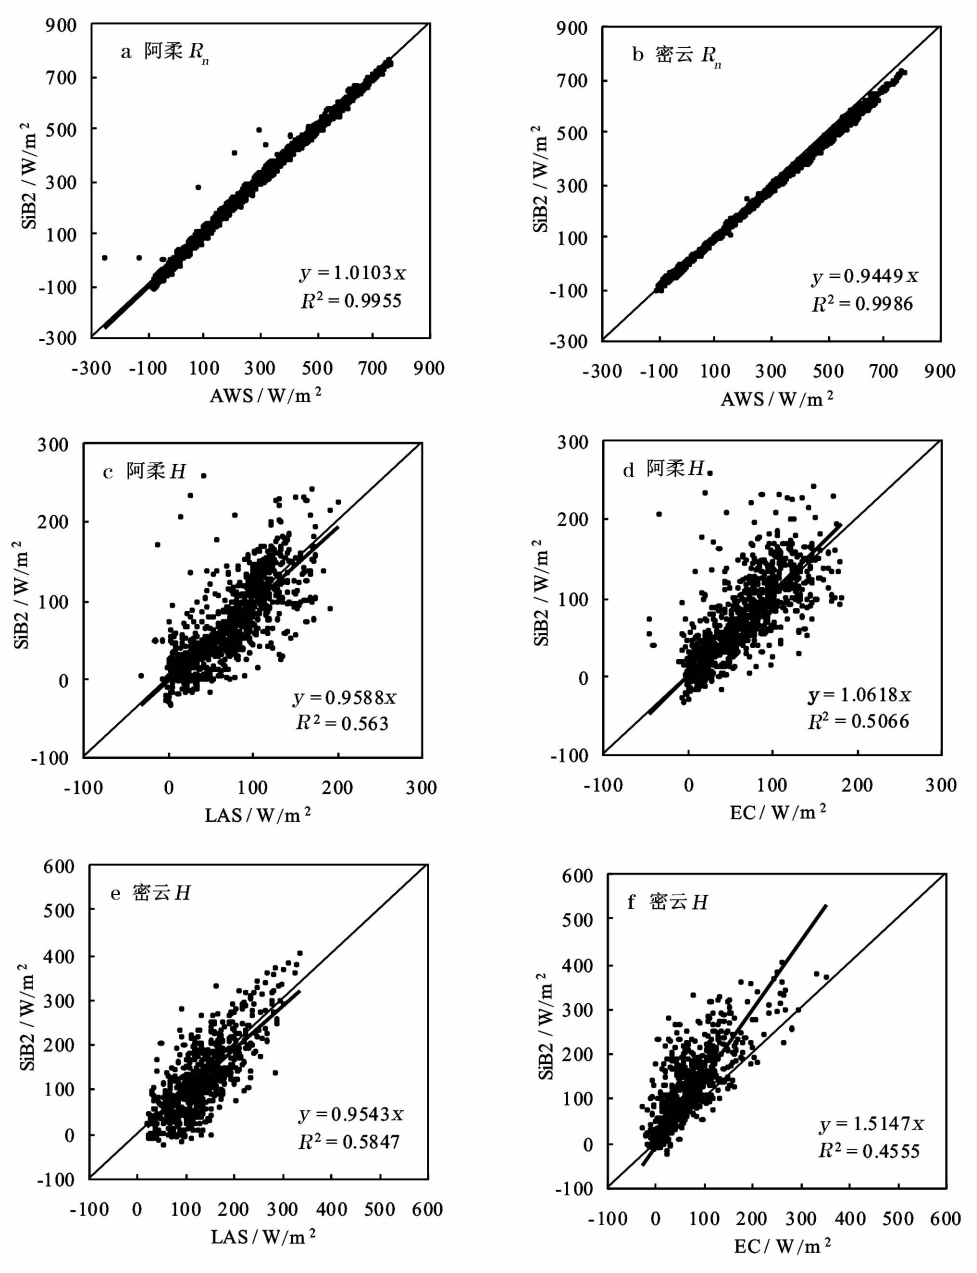 a 阿柔 Rn
900
700
500
300
100
-100
-300
SiB2 / W/m²
y = 1.0103x
R² = 0.9955
-300 -100 100 300 500 700 900
AWS / W/m²
b 密云 Rn
900
700
500
300
100
-100
-300
SiB2 / W/m²
y = 0.9449x
R² = 0.9986
-300 -100 100 300 500 700 900
AWS / W/m²
c 阿柔 H
300
200
100
0
-100
SiB2 / W/m²
y = 0.9588x
R² = 0.563
-100 0 100 200 300
LAS / W/m²
d 阿柔 H
300
200
100
0
-100
SiB2 / W/m²
y = 1.0618x
R² = 0.5066
-100 0 100 200 300
EC / W/m²
e 密云 H
600
500
400
300
200
100
0
-100
SiB2 / W/m²
y = 0.9543x
R² = 0.5847
-100 0 100 200 300 400 500 600
LAS / W/m²
f 密云 H
600
500
400
300
200
100
0
-100
SiB2 / W/m²
y = 1.5147x
R² = 0.4555
-100 0 100 200 300 400 500 600
EC / W/m²